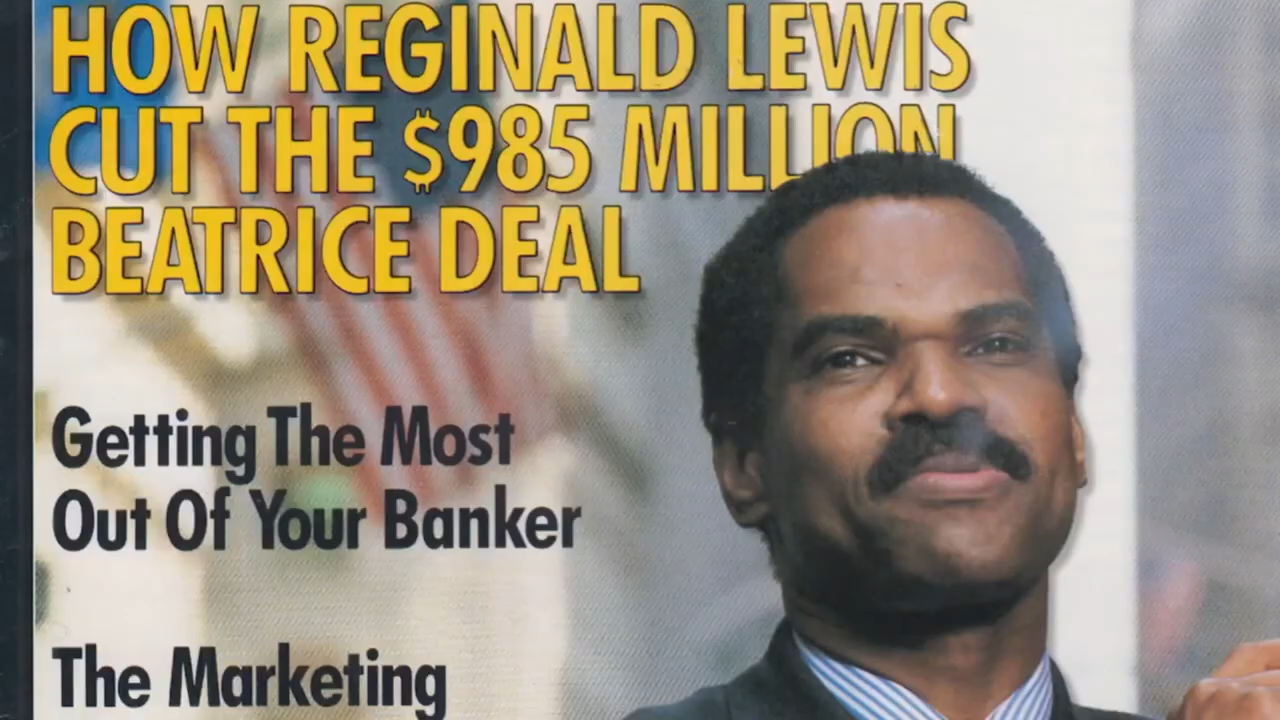 HOW REGINALD LEWIS
CUT THE $985 MILLION
BEATRICE DEAL
Getting The Most
Out Of Your Banker
The Marketing